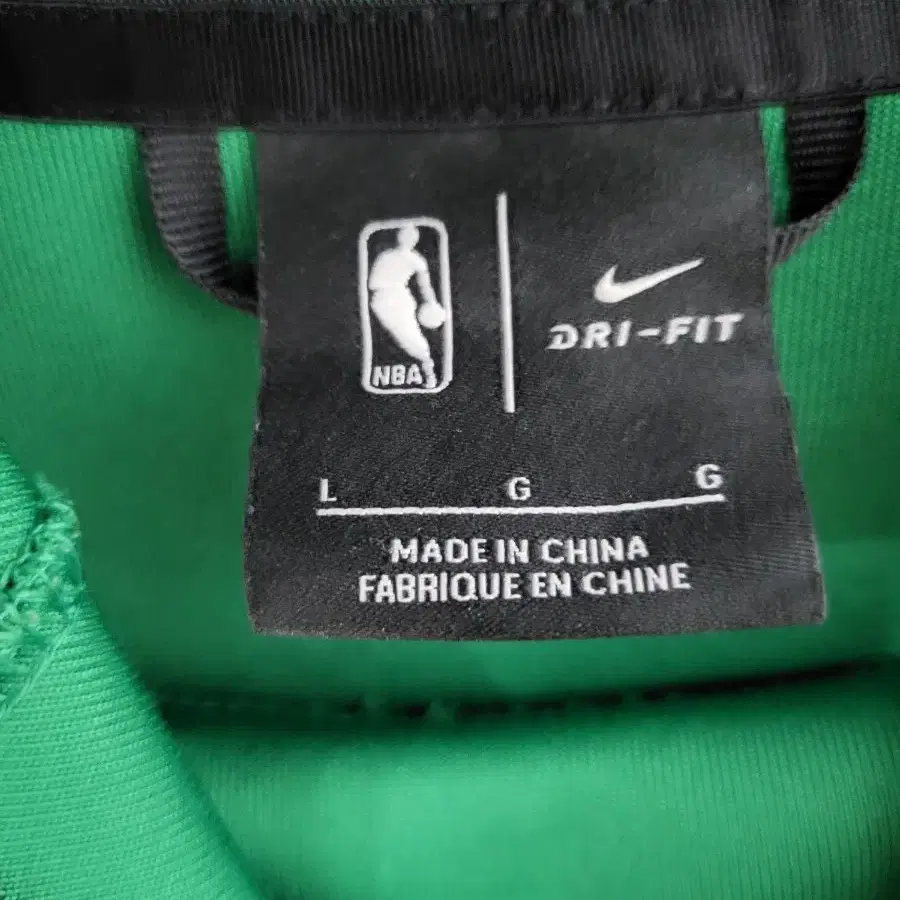 NBA
DRI-FIT
L G G
MADE IN CHINA
FABRIQUE EN CHINE